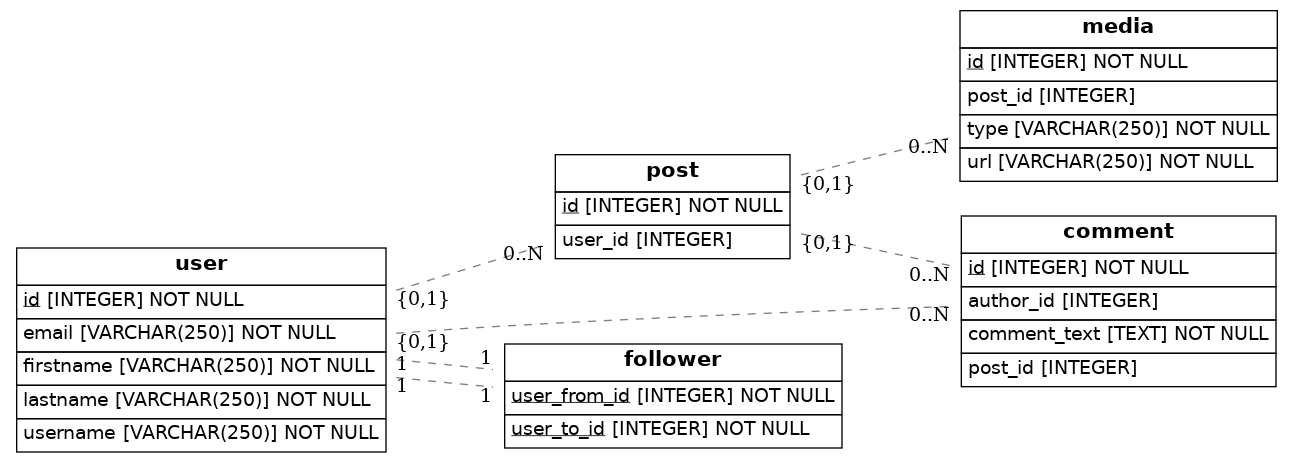 media
id [INTEGER] NOT NULL
post_id [INTEGER]
type [VARCHAR(250)] NOT NULL
url [VARCHAR(250)] NOT NULL
0..N
{0,1}
post
id [INTEGER] NOT NULL
user_id [INTEGER]
{0,1}
0..N
comment
id [INTEGER] NOT NULL
author_id [INTEGER]
comment_text [TEXT] NOT NULL
post_id [INTEGER]
0..N
0..N
{0,1}
user
id [INTEGER] NOT NULL
email [VARCHAR(250)] NOT NULL
firstname [VARCHAR(250)] NOT NULL
lastname [VARCHAR(250)] NOT NULL
username [VARCHAR(250)] NOT NULL
{0,1}
1
1
1
1
follower
user_from_id [INTEGER] NOT NULL
user_to_id [INTEGER] NOT NULL